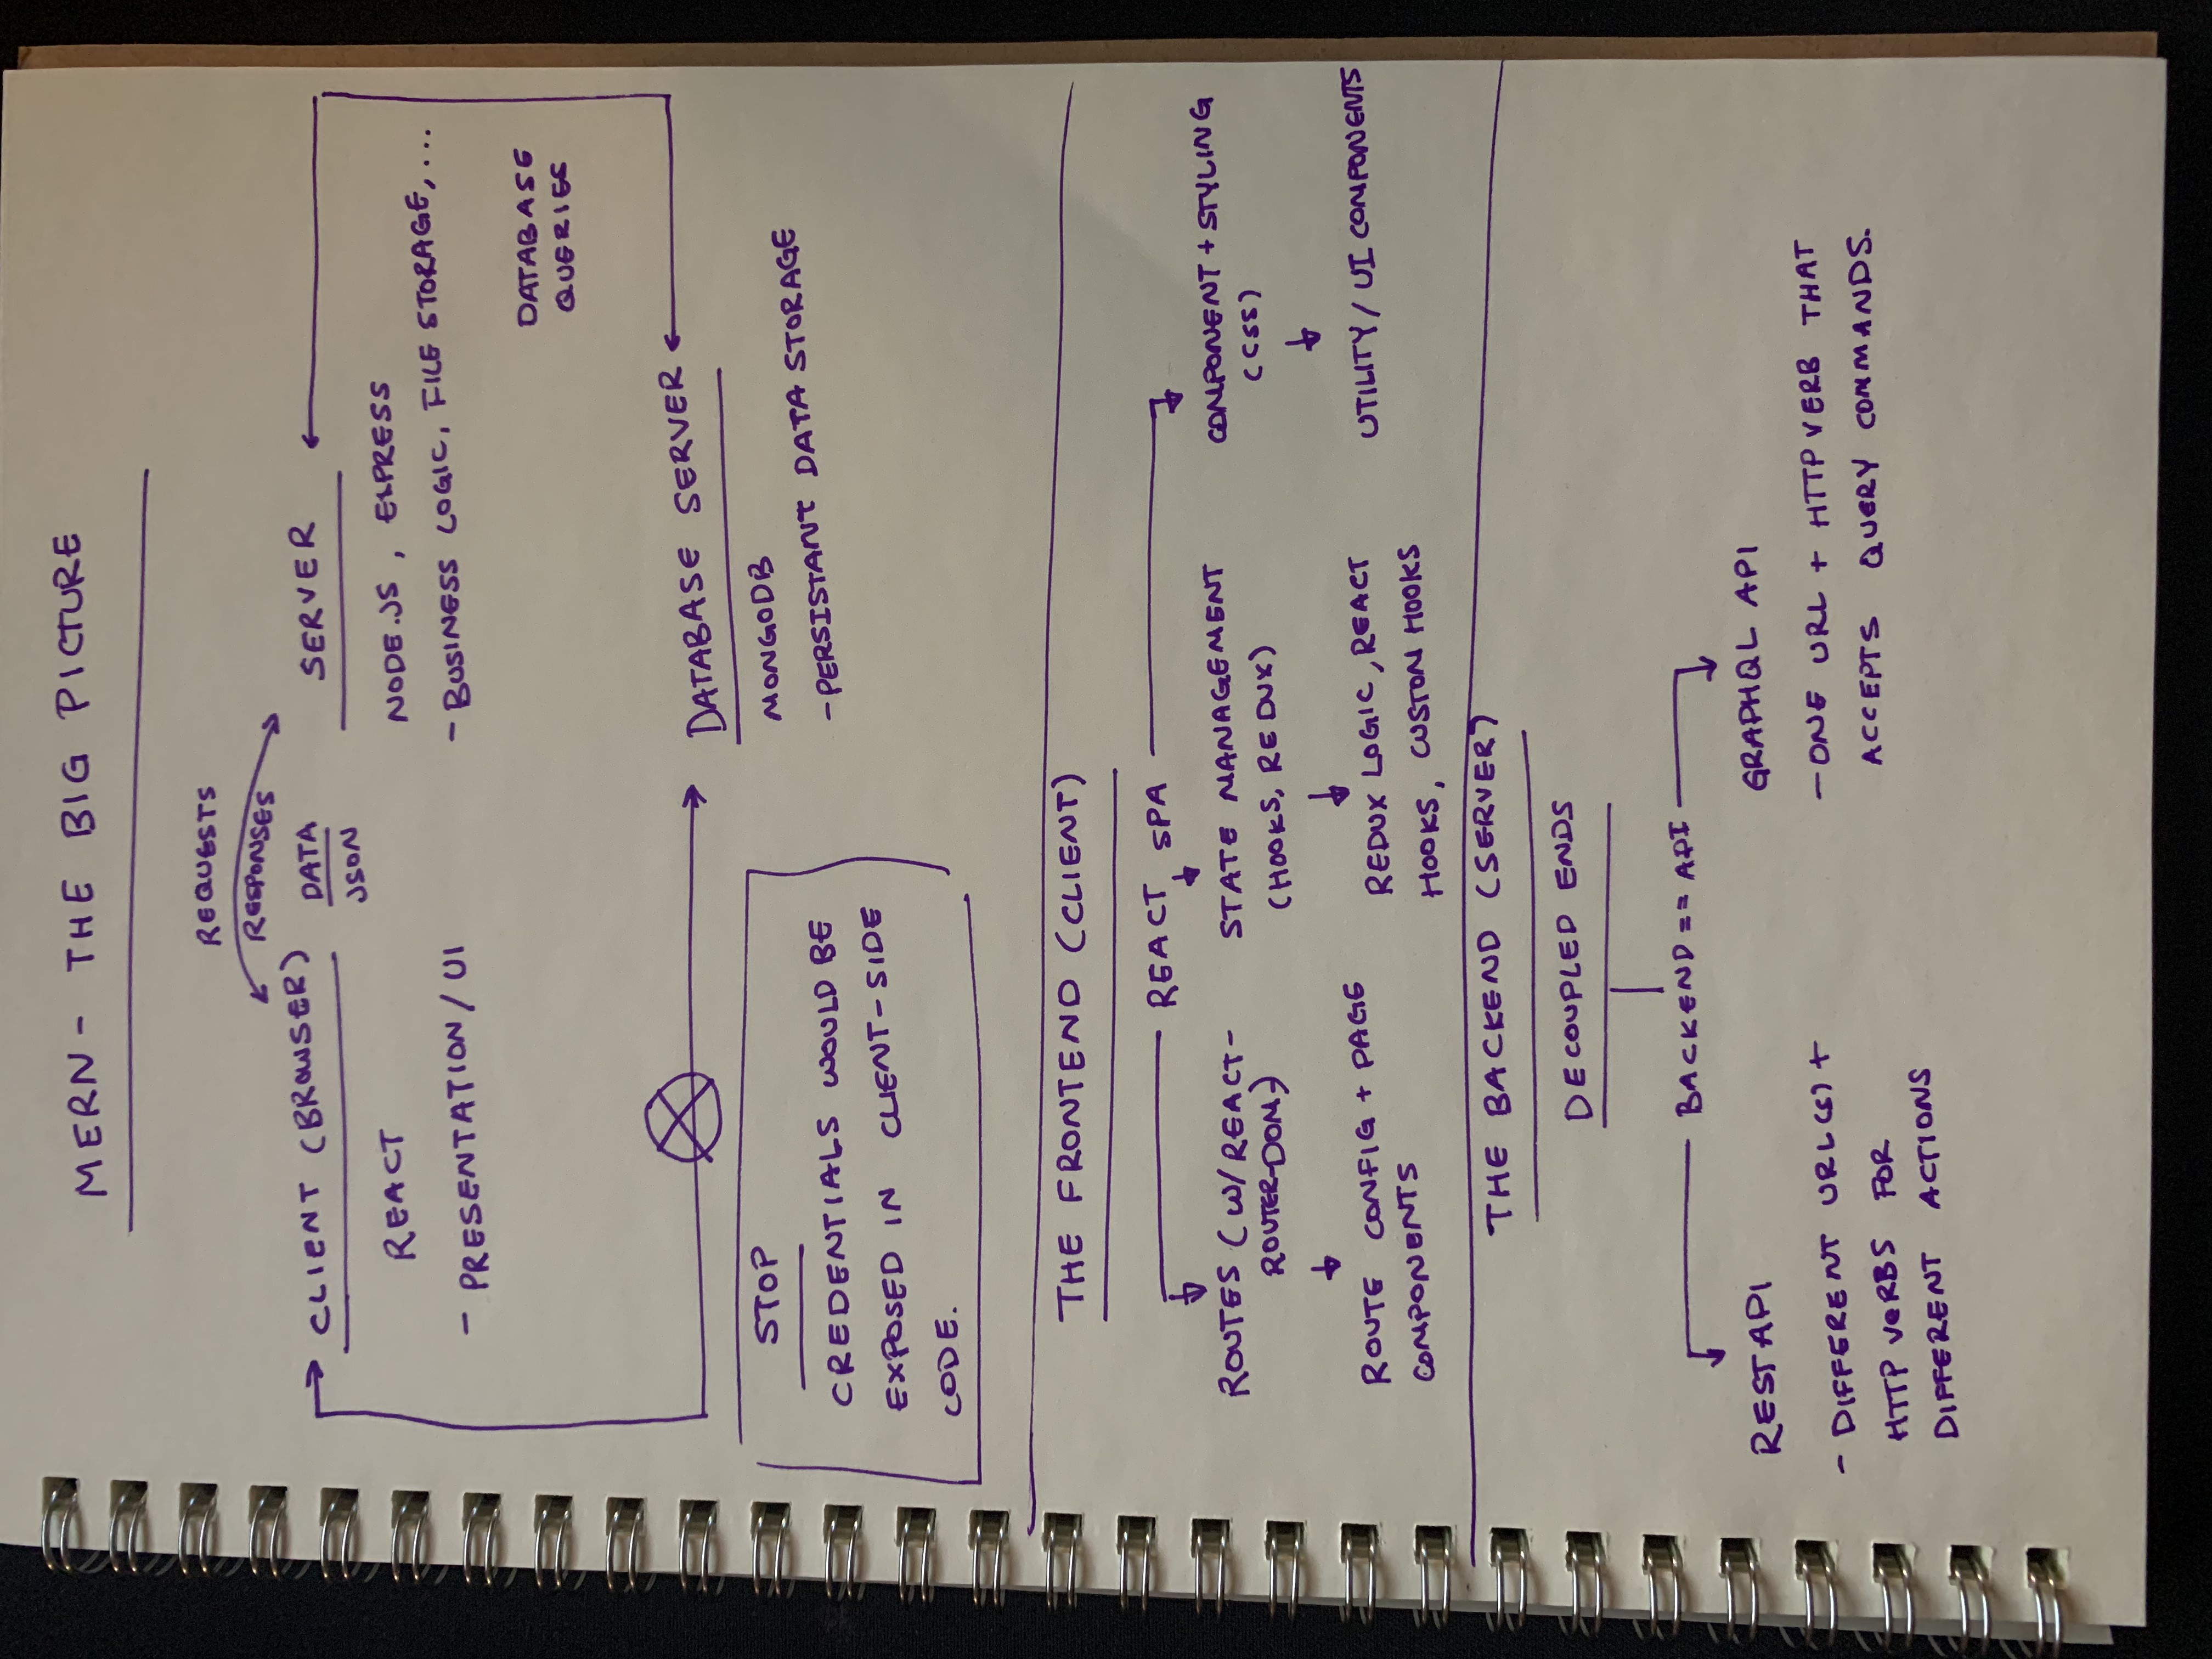 MERN - THE BIG PICTURE
REQUESTS
RESPONSES
CLIENT (BROWSER)
DATA
JSON
SERVER
REACT
- PRESENTATION / UI
NODE.JS, EXPRESS
- BUSINESS LOGIC, FILE STORAGE, ...
DATABASE
QUERIES
DATABASE SERVER
MONGODB
- PERSISTANT DATA STORAGE
STOP
CREDENTIALS WOULD BE
EXPOSED IN CLIENT-SIDE
CODE.
THE FRONTEND (CLIENT)
REACT SPA
ROUTES (W/ REACT-
ROUTER-DOM)
STATE MANAGEMENT
(HOOKS, REDUX)
COMPONENT + STYLING
(CSS)
ROUTE CONFIG + PAGE
COMPONENTS
REDUX LOGIC, REACT
HOOKS, CUSTOM HOOKS
UTILITY / UI COMPONENTS
THE BACKEND (SERVER)
DECOUPLED ENDS
BACKEND == API
REST API
- DIFFERENT URL(S) +
HTTP VERBS FOR
DIFFERENT ACTIONS
GRAPHQL API
- ONE URL + HTTP VERB THAT
ACCEPTS QUERY COMMANDS.